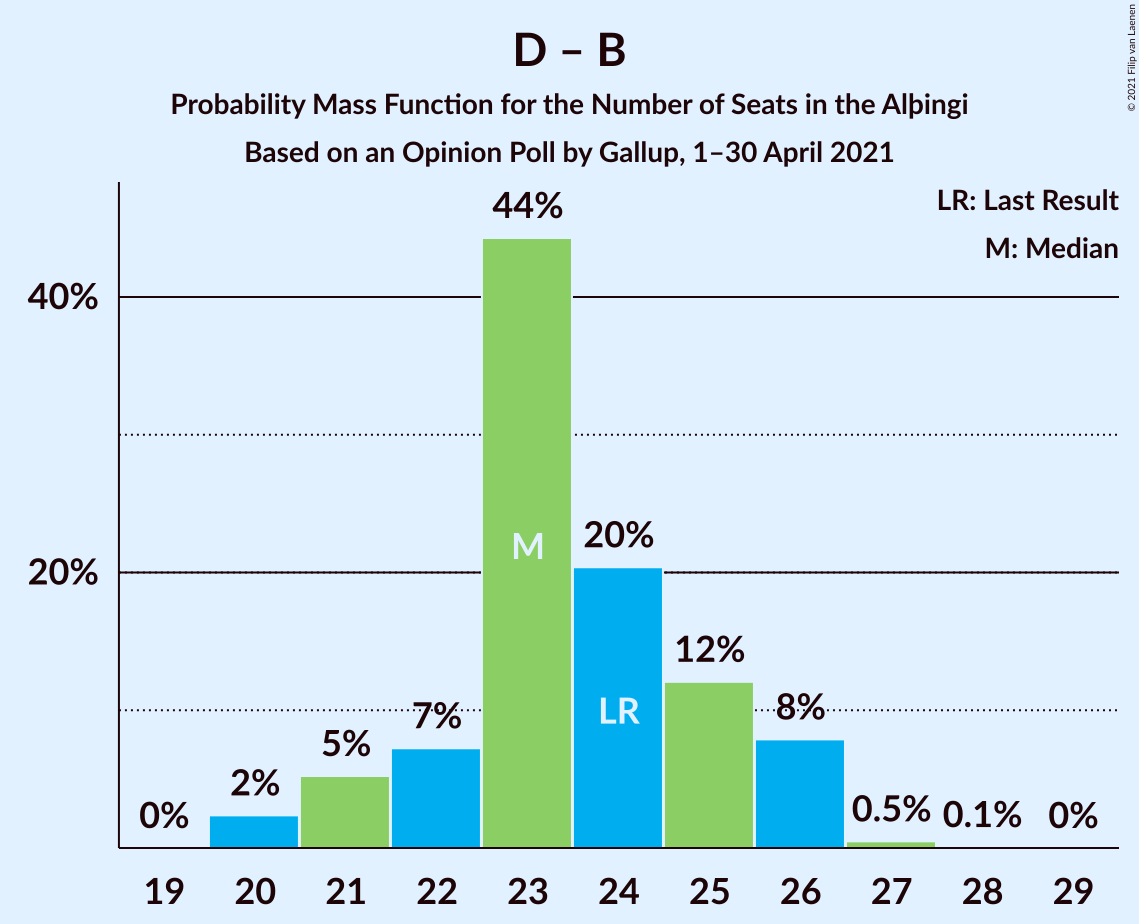 D – B
Probability Mass Function for the Number of Seats in the Alþingi
Based on an Opinion Poll by Gallup, 1–30 April 2021
© 2021 Filip van Laenen
LR: Last Result
M: Median
40%
20%
0%
2%
5%
7%
44%
20%
12%
8%
0.5%
0.1%
0%
M
LR
19 20 21 22 23 24 25 26 27 28 29